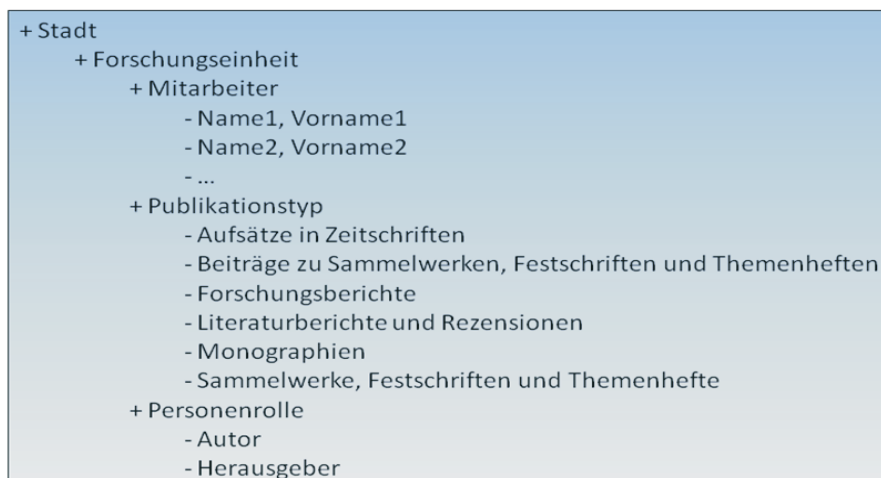 + Stadt
+ Forschungseinheit
+ Mitarbeiter
- Name1, Vorname1
- Name2, Vorname2
- ...
+ Publikationstyp
- Aufsätze in Zeitschriften
- Beiträge zu Sammelwerken, Festschriften und Themenheften
- Forschungsberichte
- Literaturberichte und Rezensionen
- Monographien
- Sammelwerke, Festschriften und Themenhefte
+ Personenrolle
- Autor
- Herausgeber